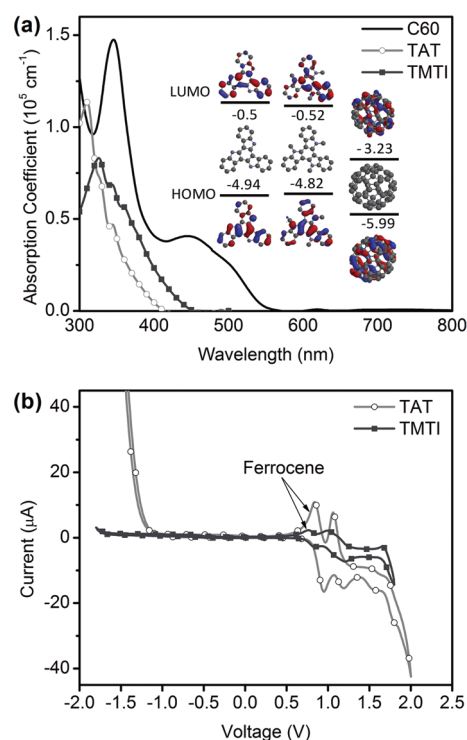 (a)
C60
TAT
TMTI
LUMO
-0.5
-0.52
-3.23
HOMO
-4.94
-4.82
-5.99
Absorption Coefficient (10⁵ cm⁻¹)
1.5
1.0
0.5
0.0
300 400 500 600 700 800
Wavelength (nm)
(b)
TAT
TMTI
Ferrocene
Current (μA)
40
20
0
-20
-40
-2.0 -1.5 -1.0 -0.5 0.0 0.5 1.0 1.5 2.0 2.5
Voltage (V)